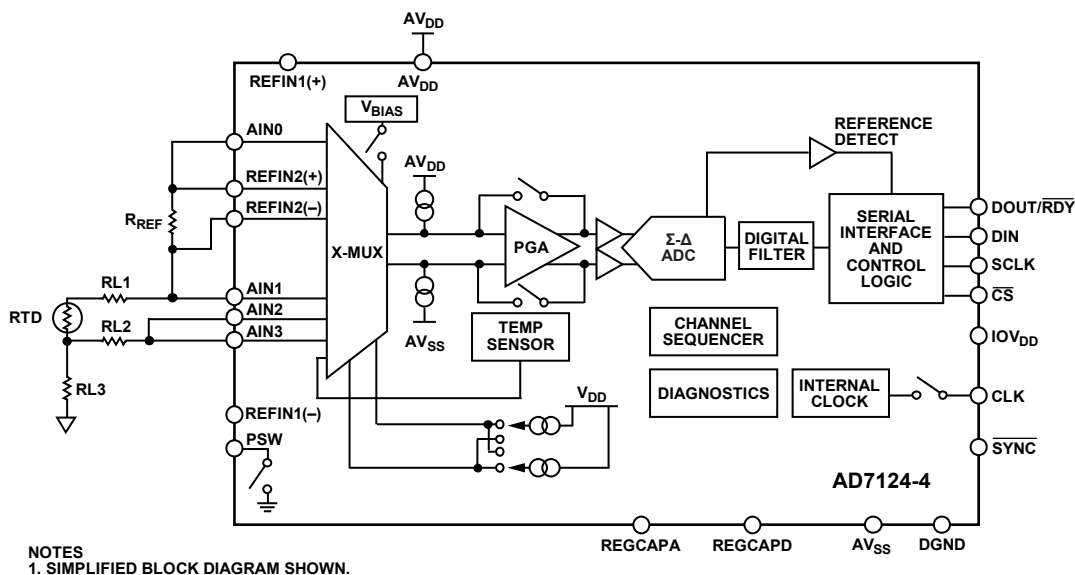 AVDD
REFIN1(+)
AVDD
VBIAS
AIN0
REFERENCE
DETECT
AVDD
REFIN2(+)
REFIN2(–)
RREF
X-MUX
PGA
Σ-Δ
ADC
DIGITAL
FILTER
SERIAL
INTERFACE
AND
CONTROL
LOGIC
DOUT/RDY
DIN
SCLK
CS
RL1
AIN1
AIN2
RTD
RL2
AIN3
AVSS
TEMP
SENSOR
CHANNEL
SEQUENCER
IOVDD
RL3
VDD
DIAGNOSTICS
INTERNAL
CLOCK
CLK
REFIN1(–)
PSW
SYNC
AD7124-4
REGCAPA
REGCAPD
AVSS
DGND
NOTES
1. SIMPLIFIED BLOCK DIAGRAM SHOWN.